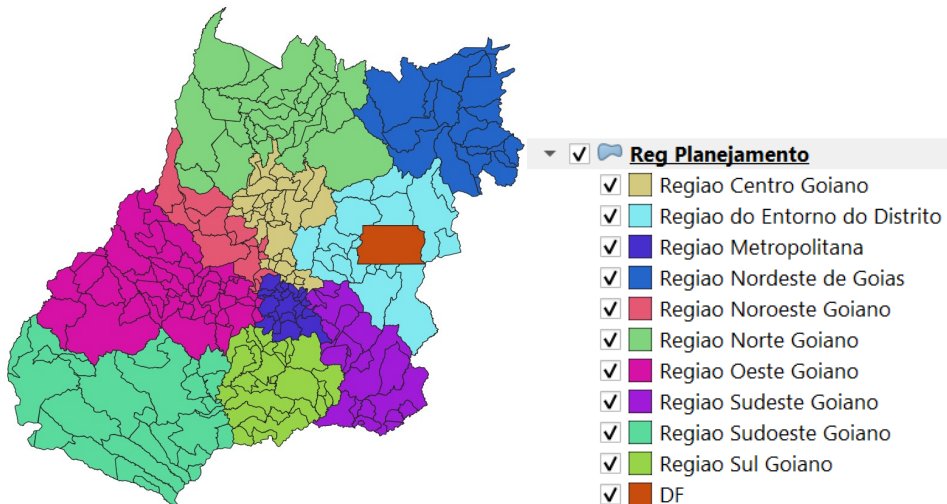 Reg Planejamento
Regiao Centro Goiano
Regiao do Entorno do Distrito
Regiao Metropolitana
Regiao Nordeste de Goias
Regiao Noroeste Goiano
Regiao Norte Goiano
Regiao Oeste Goiano
Regiao Sudeste Goiano
Regiao Sudoeste Goiano
Regiao Sul Goiano
DF